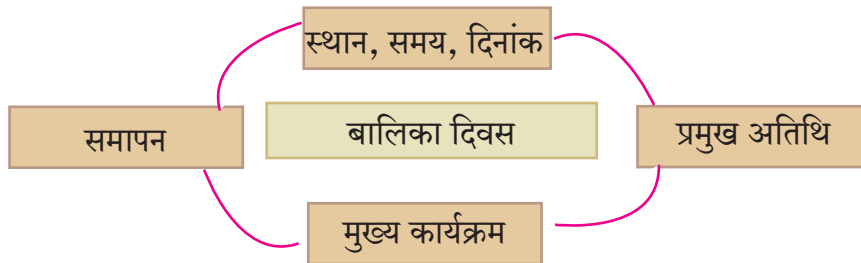 स्थान, समय, दिनांक
समापन
बालिका दिवस
प्रमुख अतिथि
मुख्य कार्यक्रम